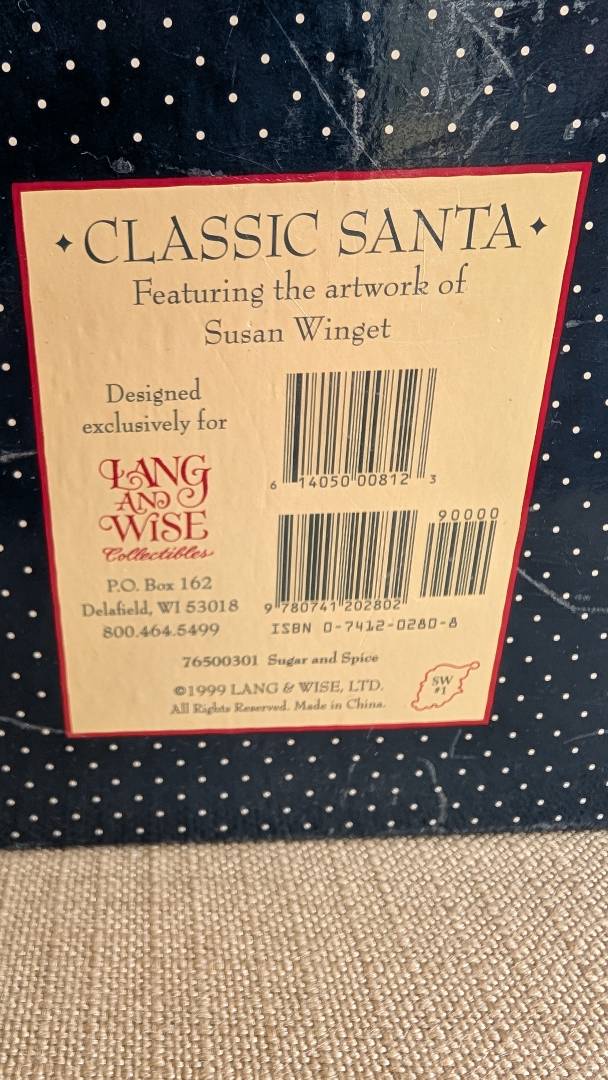 CLASSIC SANTA
Featuring the artwork of
Susan Winget
Designed
exclusively for
LANG
AND
WISE
Collectibles
P.O. Box 162
Delafield, WI 53018
800.464.5499
6 14050 00812 3
90000
9 780741 202802
ISBN 0-7412-0280-8
76500301 Sugar and Spice
©1999 LANG & WISE, LTD.
All Rights Reserved. Made in China.
SW
#1